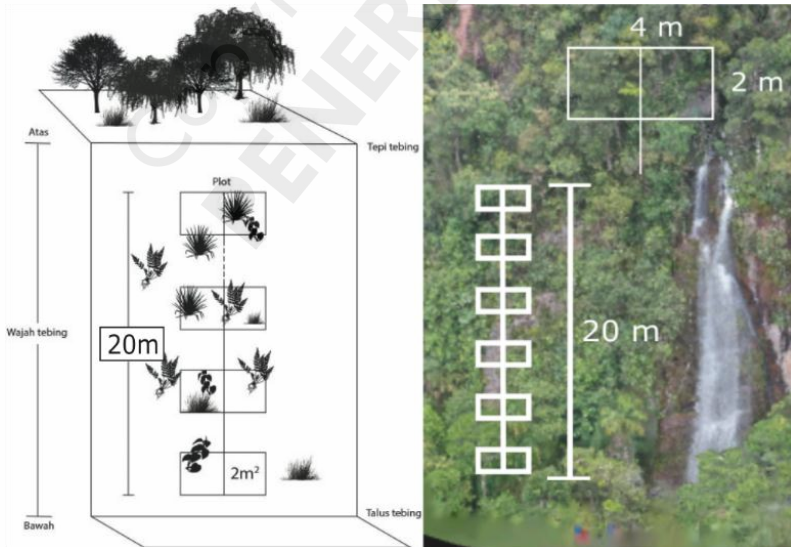 Atas
Tepi tebing
Plot
Wajah tebing
20m
2m²
Bawah
Talus tebing
4 m
2 m
20 m